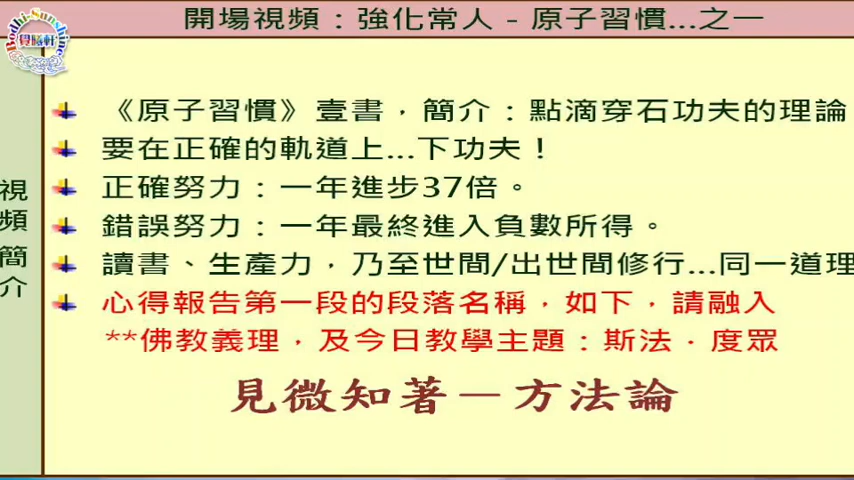 開場視頻：強化常人－原子習慣...之一
Bodhi-Sunshine
覺曦軒
《原子習慣》壹書，簡介：點滴穿石功夫的理論
要在正確的軌道上...下功夫！
正確努力：一年進步37倍。
錯誤努力：一年最終進入負數所得。
讀書、生產力，乃至世間/出世間修行...同一道理
心得報告第一段的段落名稱，如下，請融入
**佛教義理，及今日教學主題：斯法．度眾
見微知著－方法論
視頻簡介